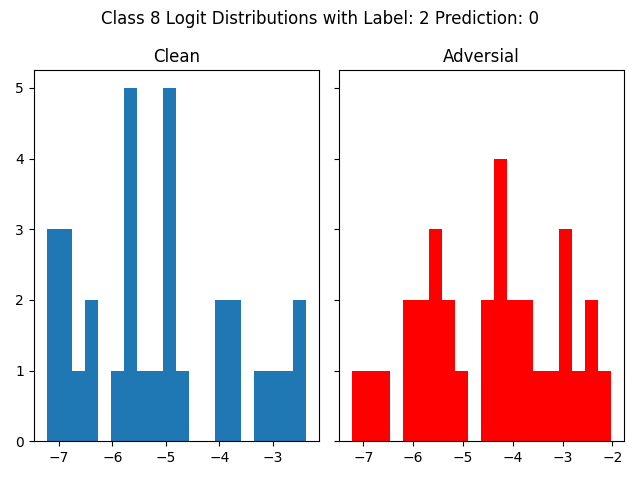 Class 8 Logit Distributions with Label: 2 Prediction: 0
Clean
Adversial
5
4
3
2
1
0
−7 −6 −5 −4 −3
−7 −6 −5 −4 −3 −2